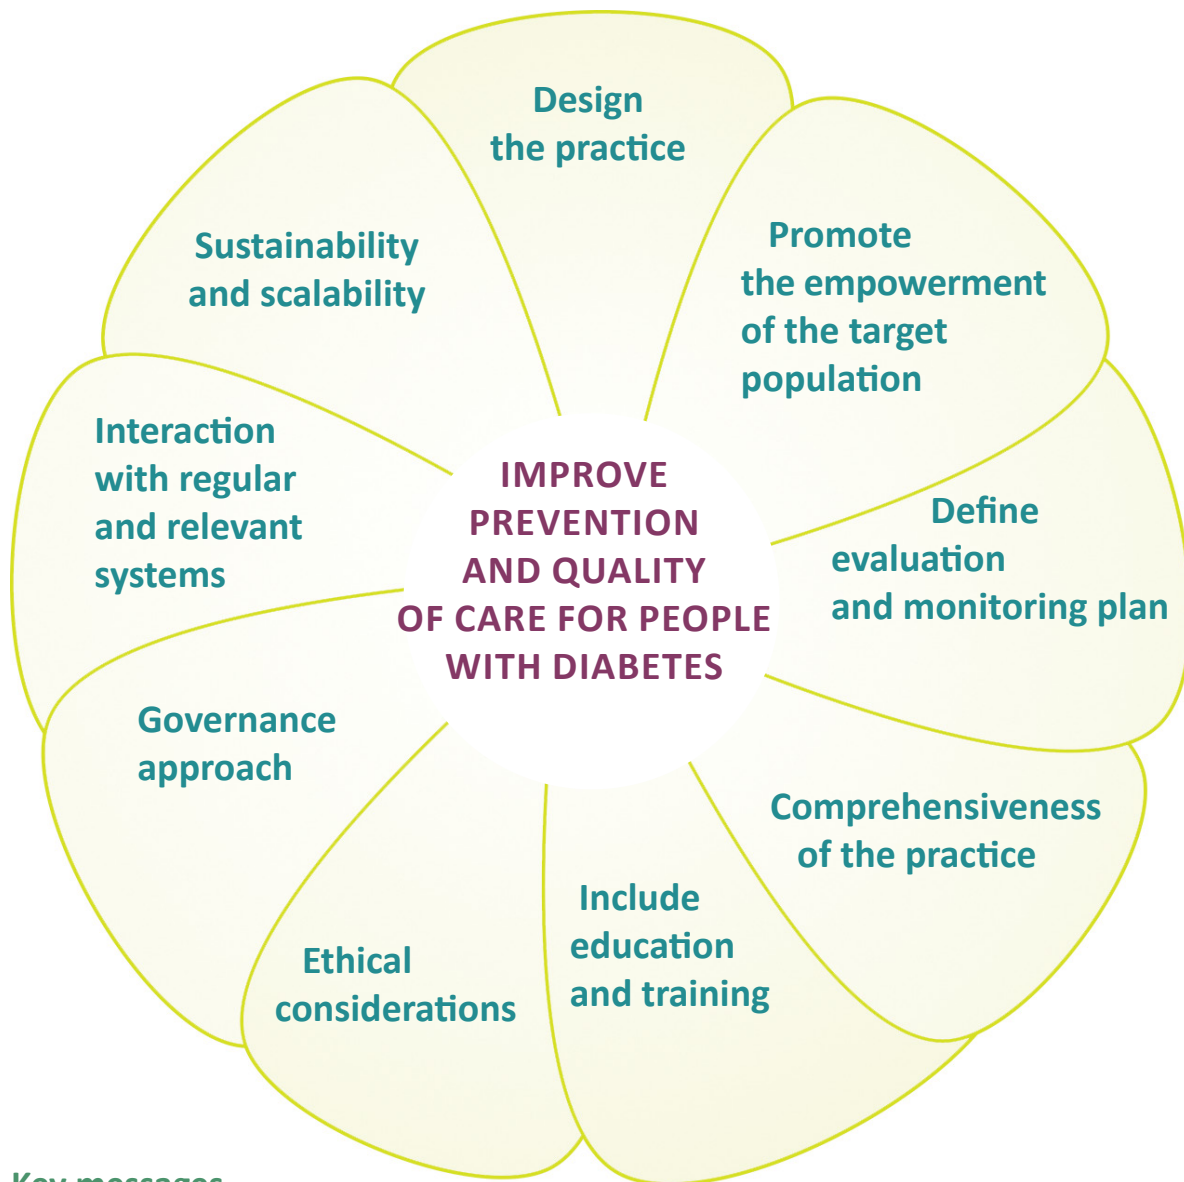 Design
the practice
Promote
the empowerment
of the target
population
Define
evaluation
and monitoring plan
Comprehensiveness
of the practice
Include
education
and training
Ethical
considerations
Governance
approach
Interaction
with regular
and relevant
systems
Sustainability
and scalability
IMPROVE
PREVENTION
AND QUALITY
OF CARE FOR PEOPLE
WITH DIABETES
Key messages